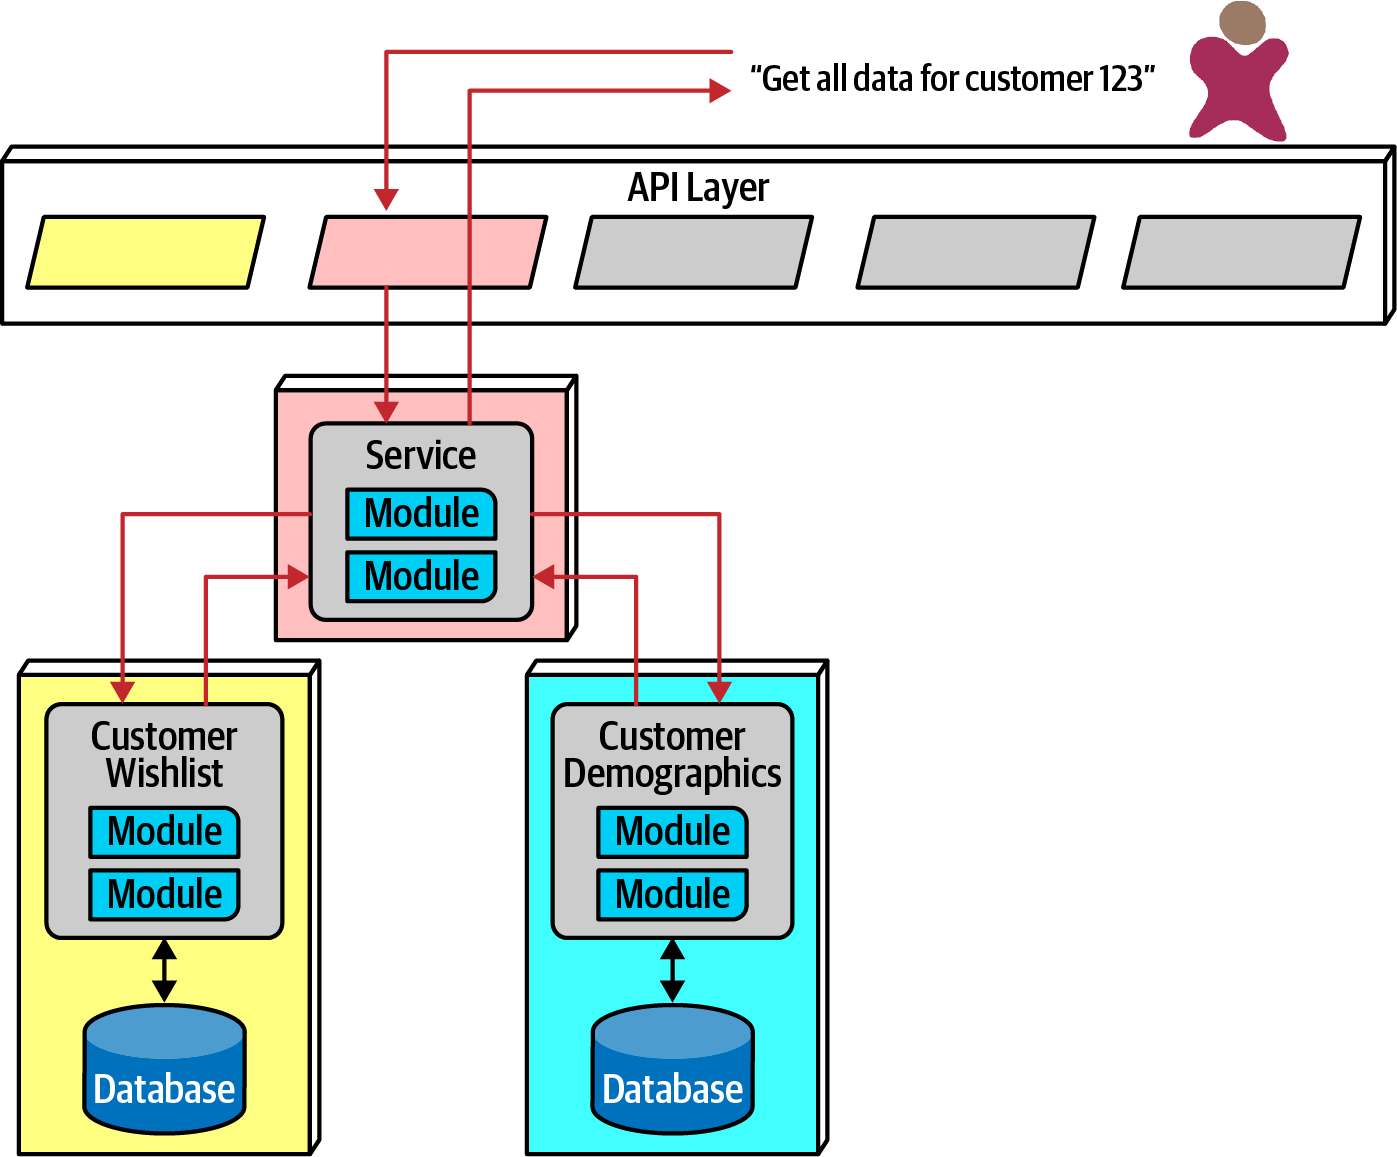 “Get all data for customer 123”
API Layer
Service
Module
Module
Customer
Wishlist
Module
Module
Database
Customer
Demographics
Module
Module
Database